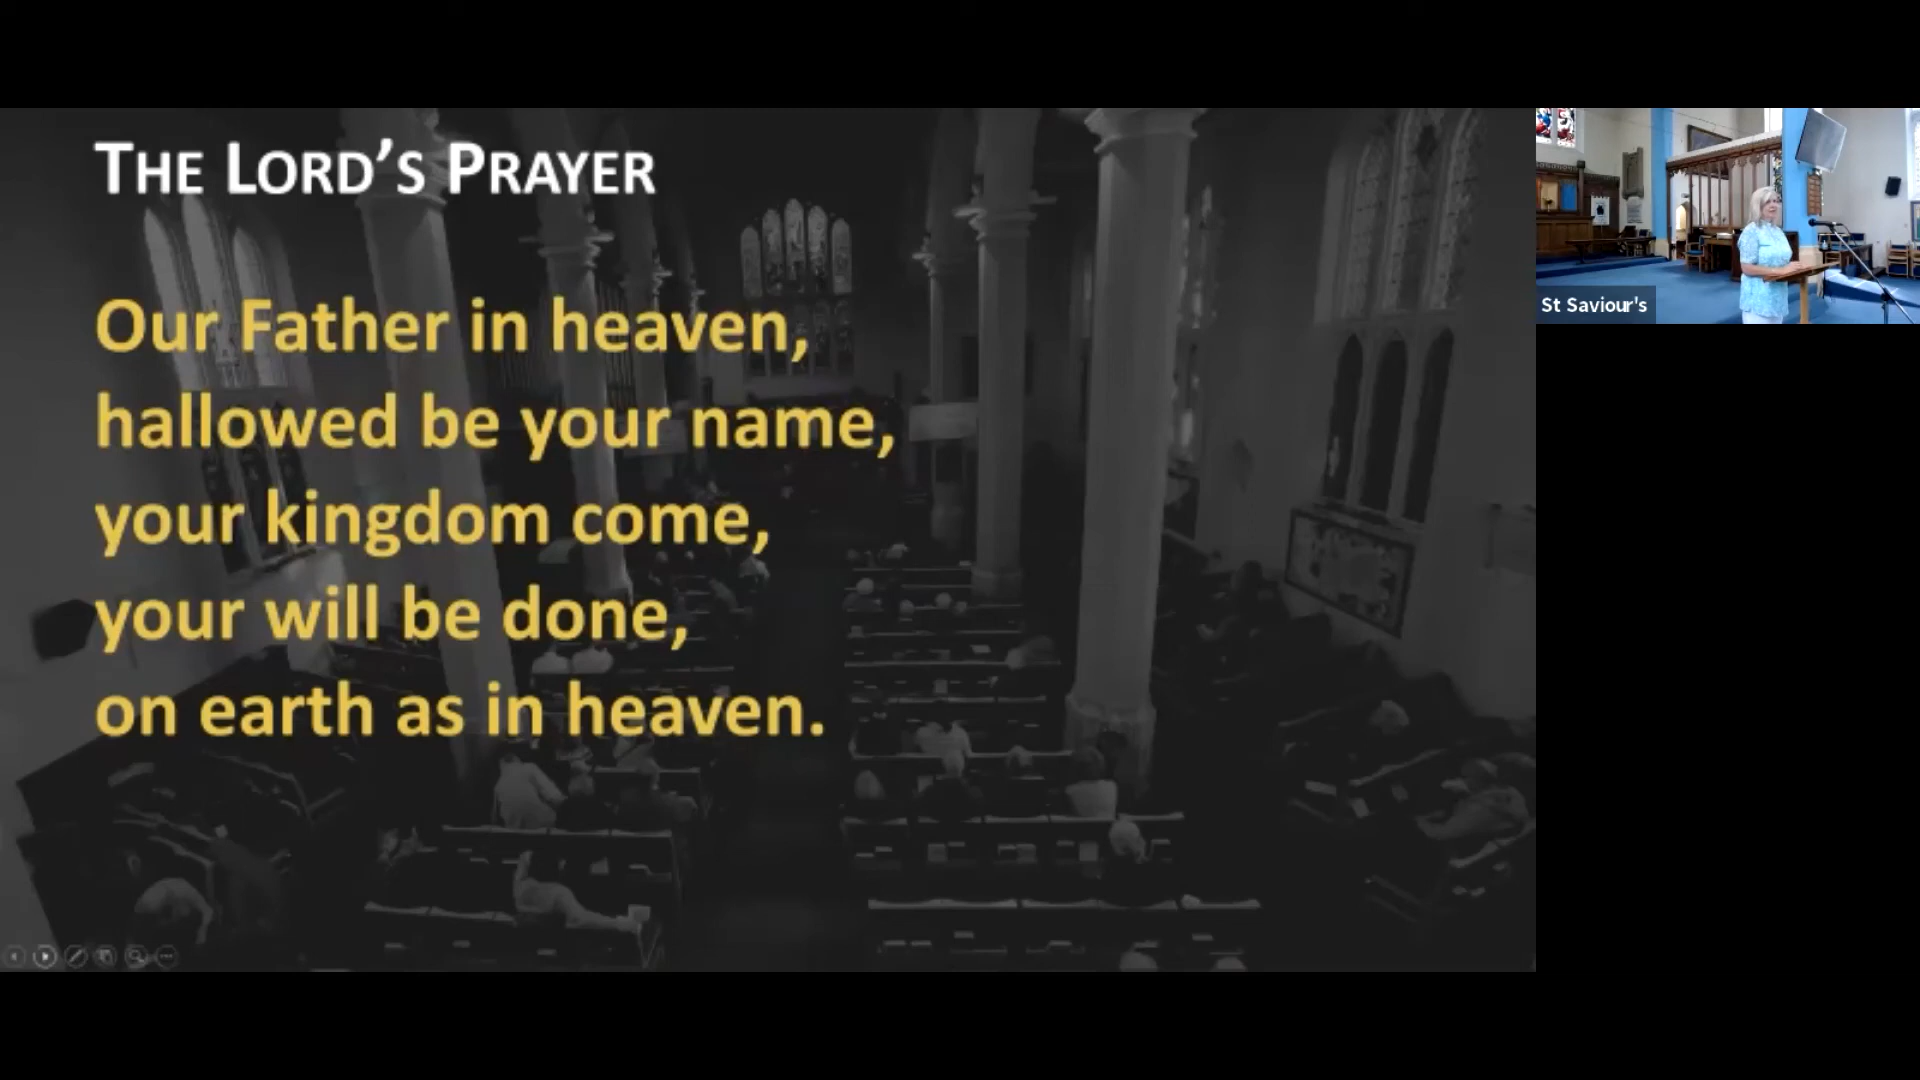 THE LORD'S PRAYER
Our Father in heaven,
hallowed be your name,
your kingdom come,
your will be done,
on earth as in heaven.
St Saviour's